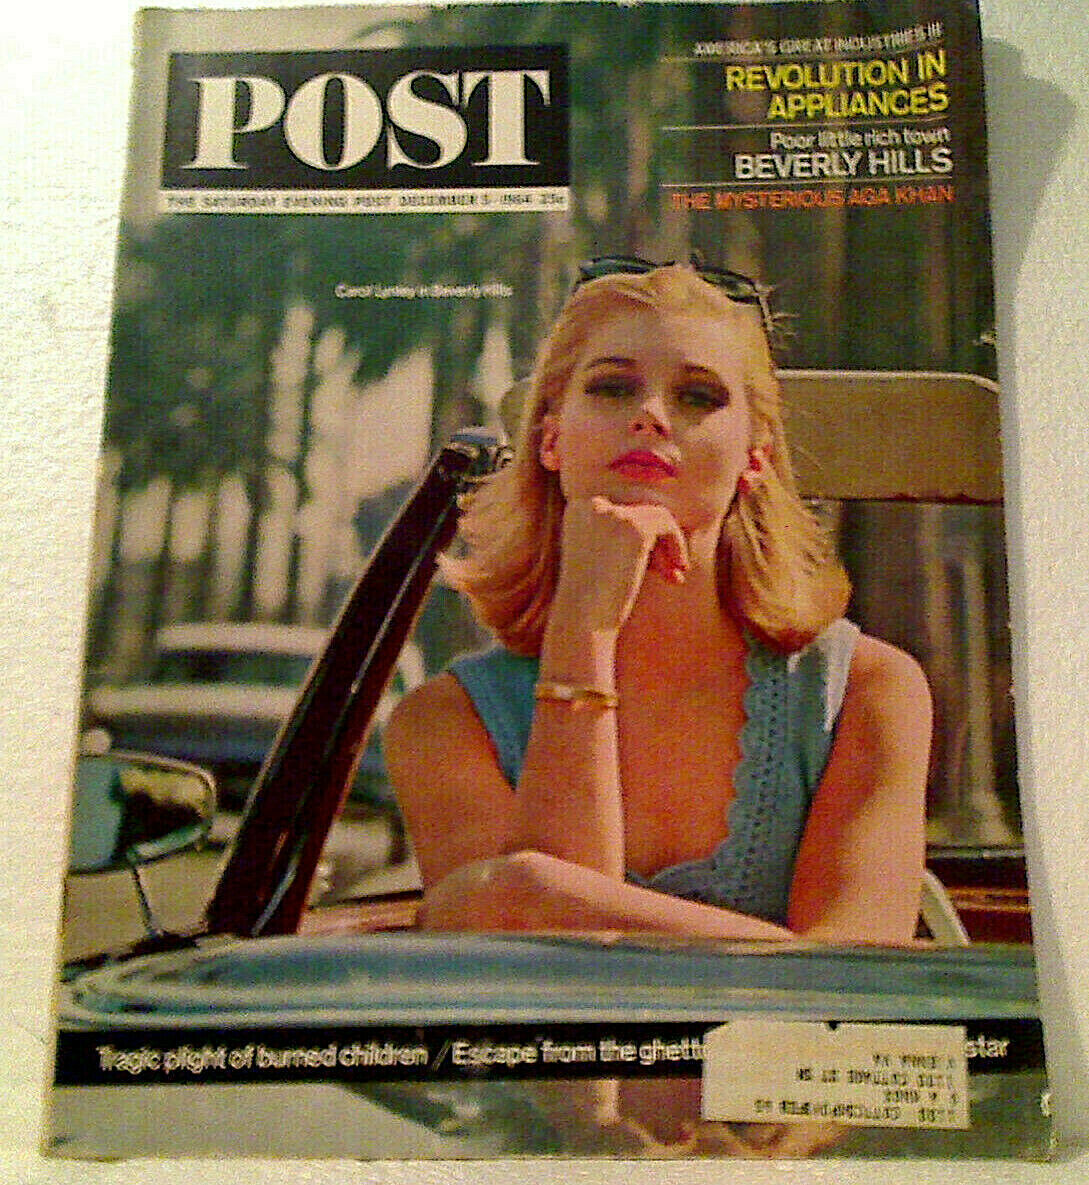 POST
THE SATURDAY EVENING POST DECEMBER 5 · 1964 25¢
AMERICA'S GREAT INDUSTRIES III
REVOLUTION IN
APPLIANCES
Poor little rich town
BEVERLY HILLS
THE MYSTERIOUS AGA KHAN
Carol Lynley in Beverly Hills
Tragic plight of burned children / Escape from the ghett
star